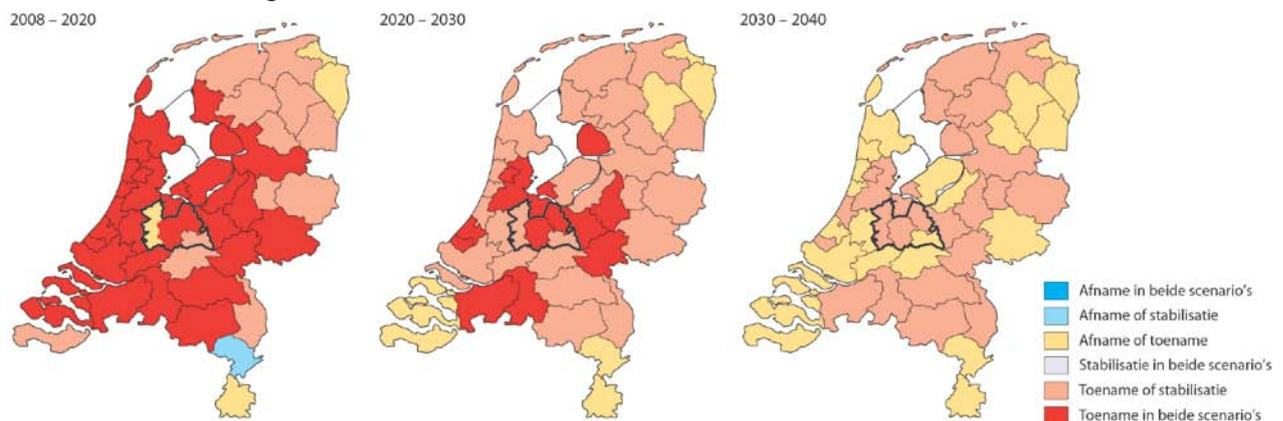 2008 – 2020
2020 – 2030
2030 – 2040
Afname in beide scenario's
Afname of stabilisatie
Afname of toename
Stabilisatie in beide scenario's
Toename of stabilisatie
Toename in beide scenario's